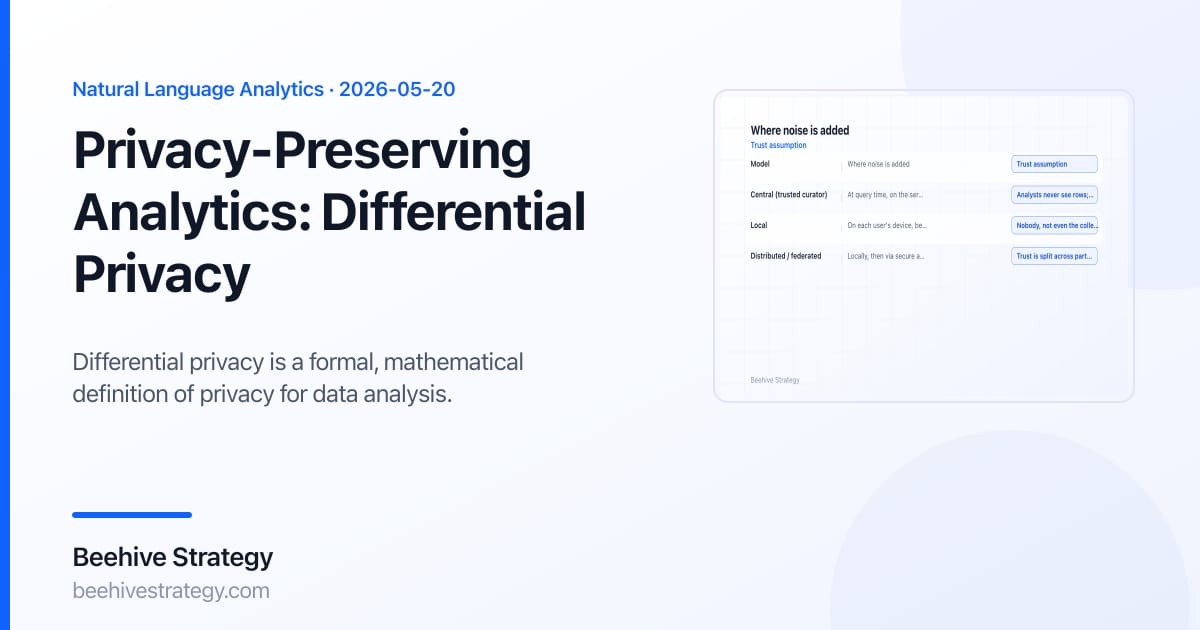 Natural Language Analytics · 2026-05-20
Privacy-Preserving
Analytics: Differential
Privacy
Differential privacy is a formal, mathematical
definition of privacy for data analysis.
Beehive Strategy
beehivestrategy.com
Where noise is added
Trust assumption
Model Where noise is added Trust assumption
Central (trusted curator) At query time, on the ser... Analysts never see rows;...
Local On each user's device, be... Nobody, not even the colle...
Distributed / federated Locally, then via secure a... Trust is split across part...
Beehive Strategy